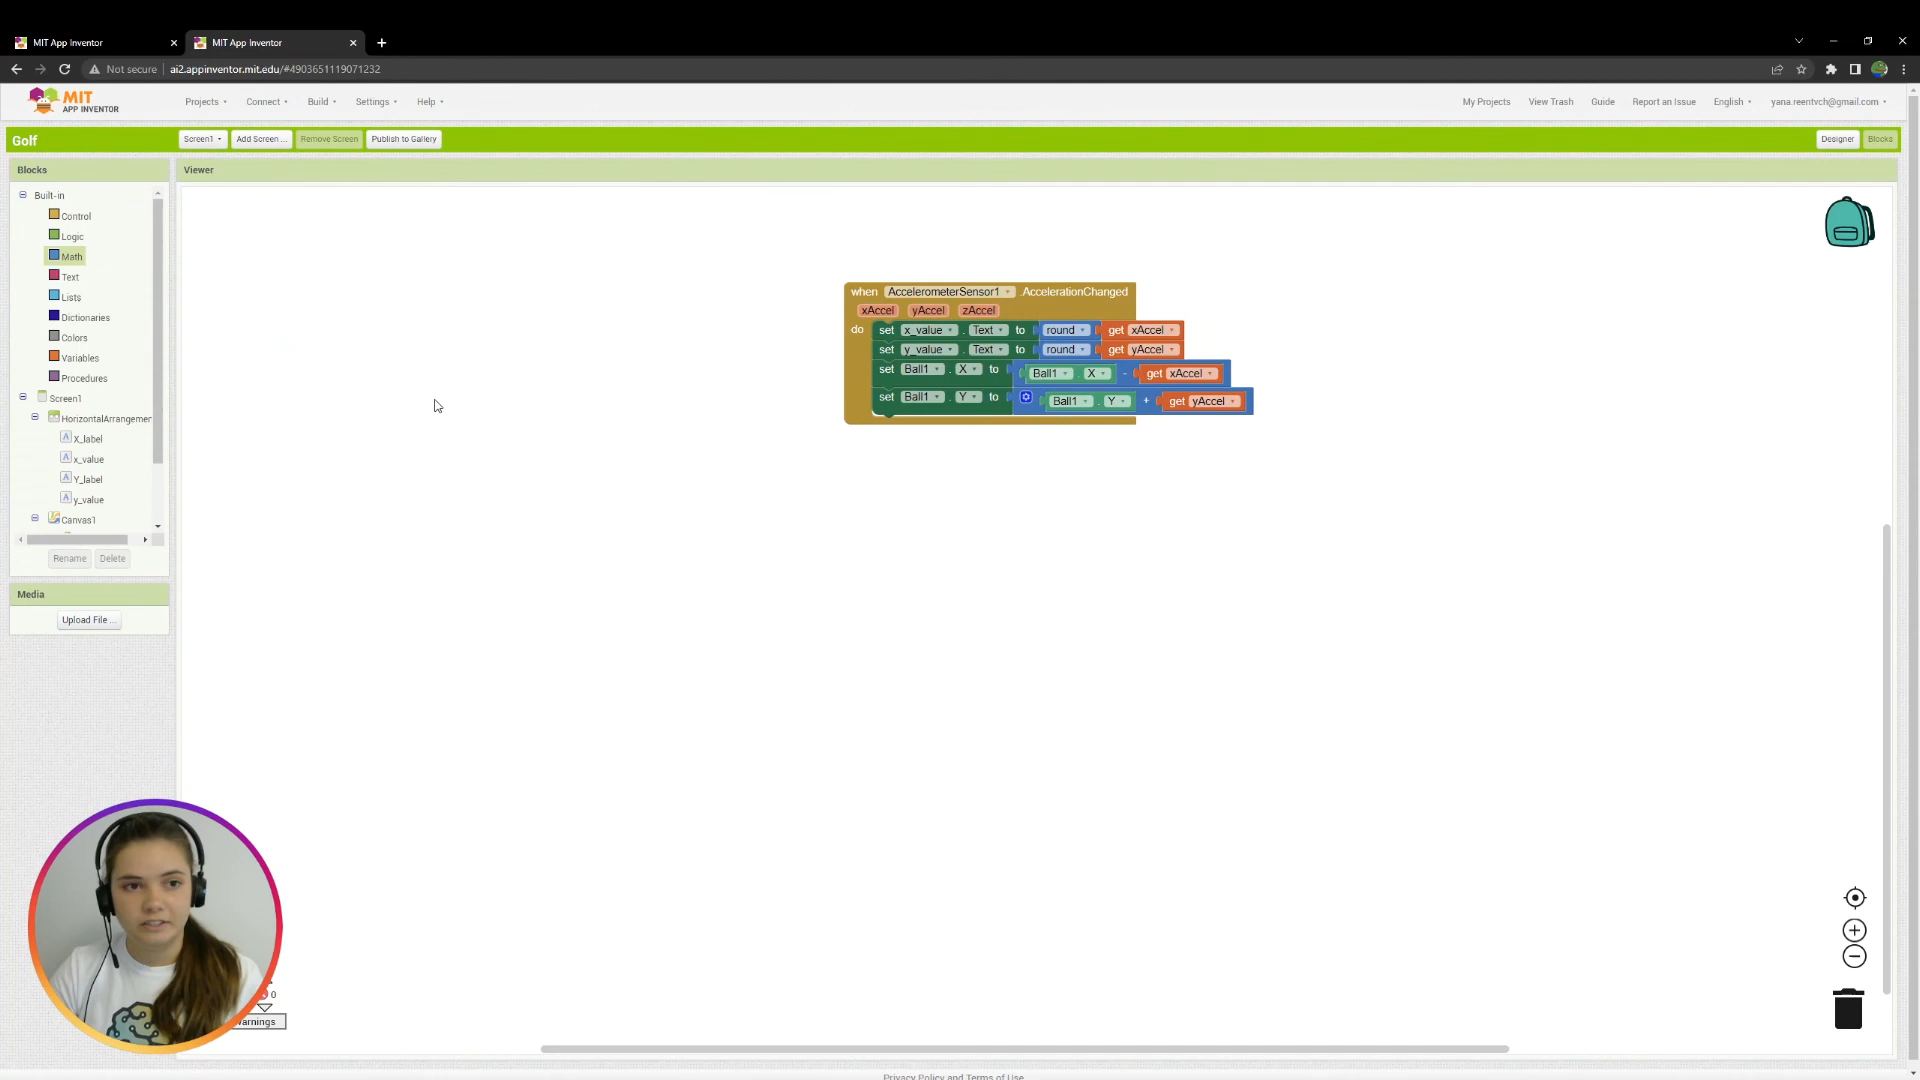 MIT App Inventor
MIT App Inventor
Not secure
ai2.appinventor.mit.edu/#4903651119071232
MIT
APP INVENTOR
Projects
Connect
Build
Settings
Help
My Projects
View Trash
Guide
Report an Issue
English
yana.reentvch@gmail.com
Golf
Screen1
Add Screen ...
Remove Screen
Publish to Gallery
Designer
Blocks
Blocks
Viewer
Built-in
Control
Logic
Math
Text
Lists
Dictionaries
Colors
Variables
Procedures
Screen1
HorizontalArrangemen
X_label
x_value
Y_label
y_value
Canvas1
Rename
Delete
Media
Upload File ...
when AccelerometerSensor1 .AccelerationChanged
xAccel yAccel zAccel
do set x_value . Text to round get xAccel
set y_value . Text to round get yAccel
set Ball1 . X to Ball1 . X - get xAccel
set Ball1 . Y to Ball1 . Y + get yAccel
0
Warnings
Privacy Policy and Terms of Use